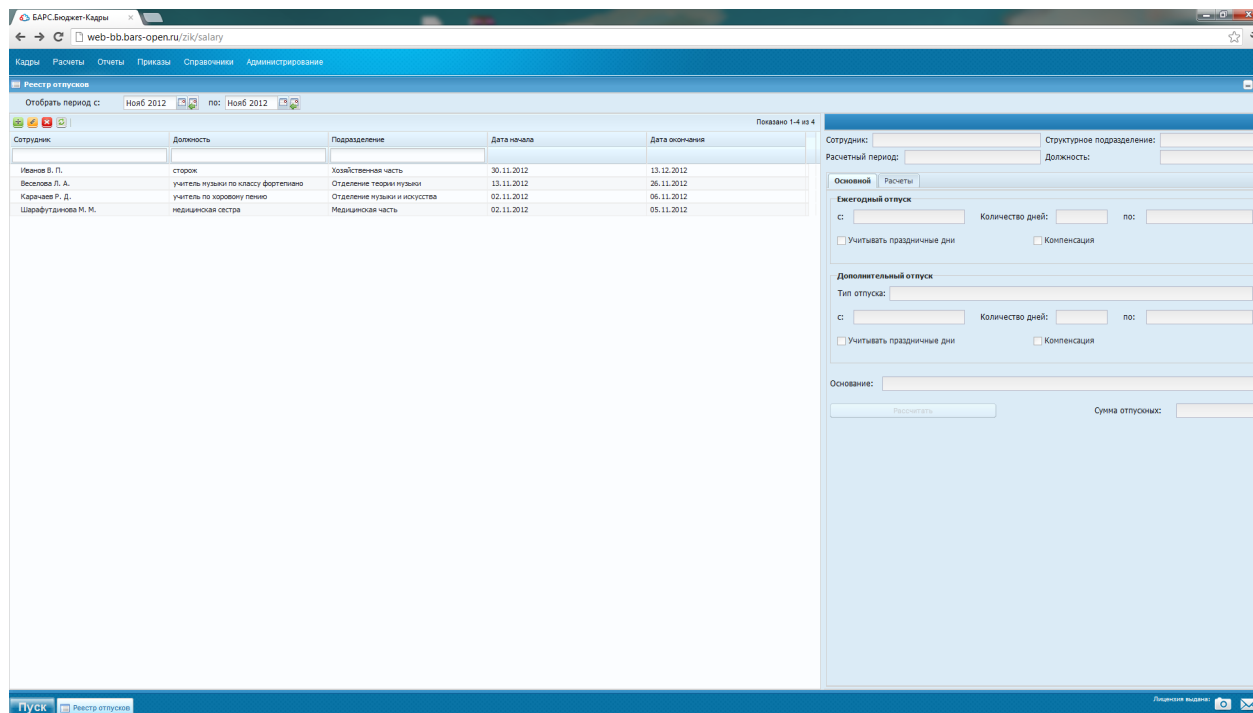 БАРС.Бюджет-Кадры
web-bb.bars-open.ru/zik/salary
Кадры Расчеты Отчеты Приказы Справочники Администрирование
Реестр отпусков
Отобрать период с: Нояб 2012 по: Нояб 2012
Показано 1-4 из 4
Сотрудник Должность Подразделение Дата начала Дата окончания
Иванов В. П. сторож Хозяйственная часть 30.11.2012 13.12.2012
Веселова Л. А. учитель музыки по классу фортепиано Отделение теории музыки 13.11.2012 26.11.2012
Карачаев Р. Д. учитель по хоровому пению Отделение музыки и искусства 02.11.2012 06.11.2012
Шарафутдинова М. М. медицинская сестра Медицинская часть 02.11.2012 05.11.2012
Сотрудник: Структурное подразделение:
Расчетный период: Должность:
Основной Расчеты
Ежегодный отпуск
с: Количество дней: по:
Учитывать праздничные дни Компенсация
Дополнительный отпуск
Тип отпуска:
с: Количество дней: по:
Учитывать праздничные дни Компенсация
Основание:
Рассчитать Сумма отпускных:
Пуск Реестр отпусков Лицензия выдана: